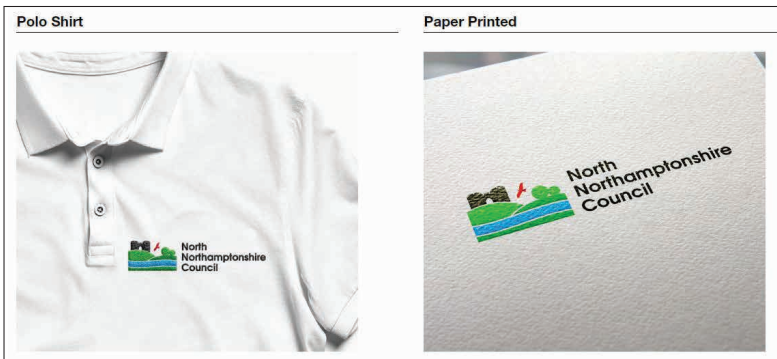 Polo Shirt
North
Northamptonshire
Council
Paper Printed
North
Northamptonshire
Council